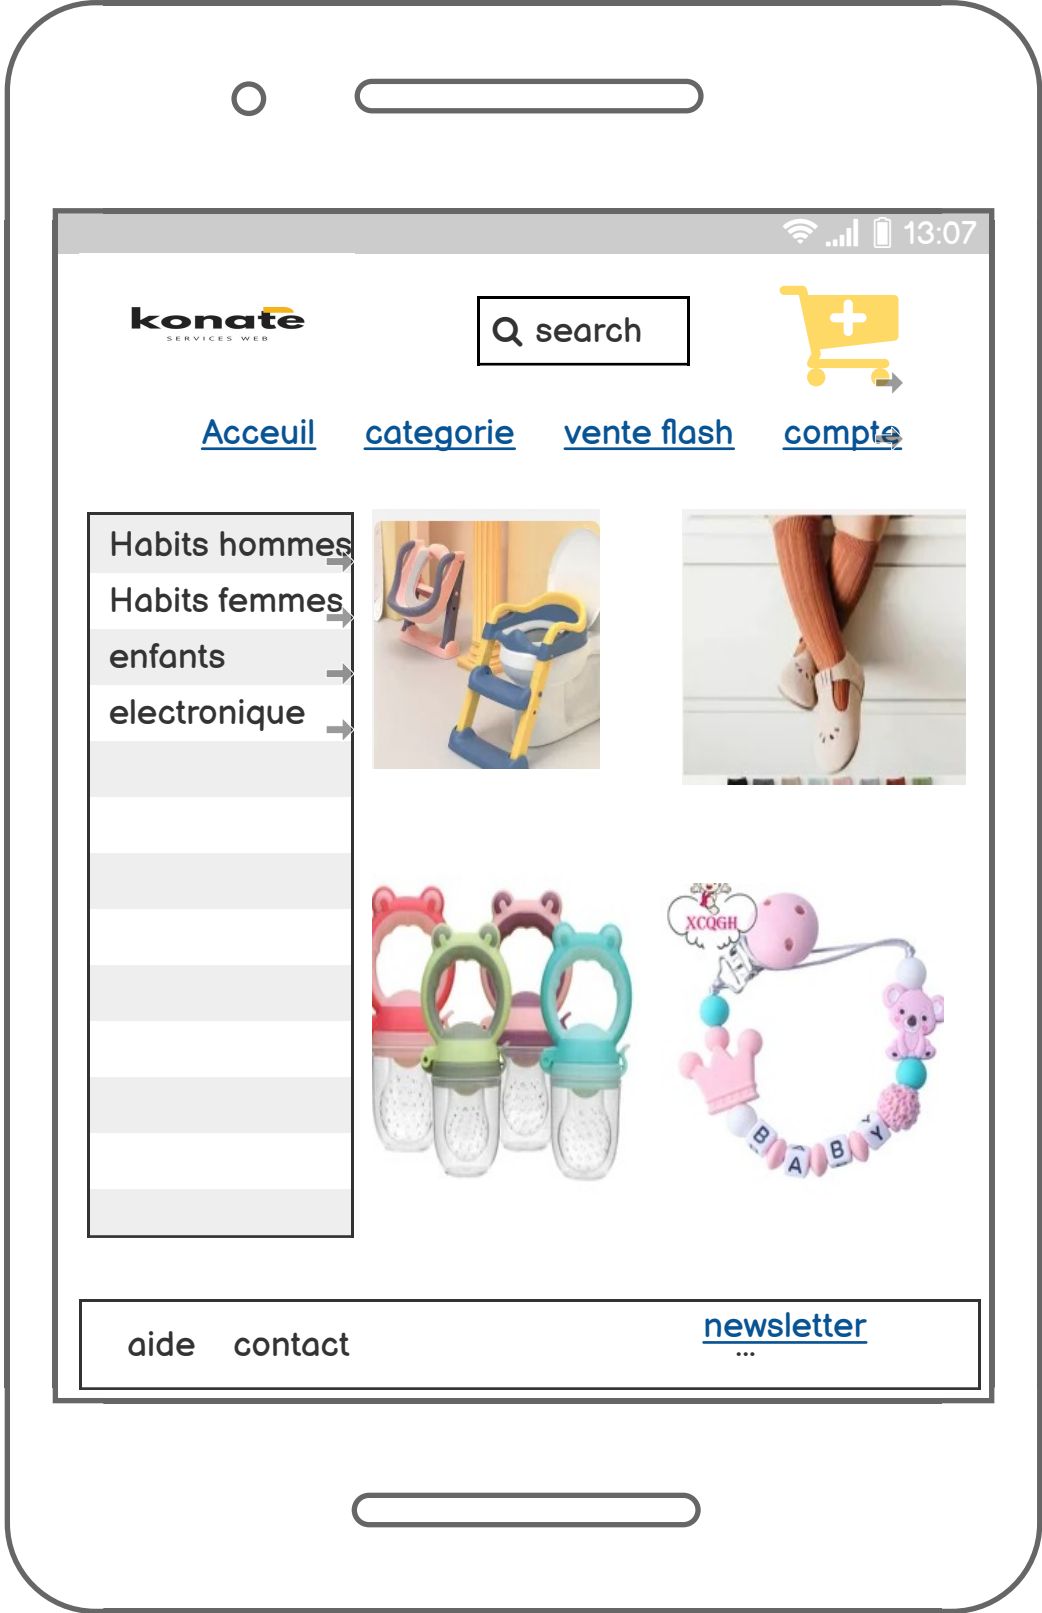 13:07
konate
SERVICES WEB
search
Acceuil categorie vente flash compte
Habits hommes
Habits femmes
enfants
electronique
XCQGH
BABY
aide contact
newsletter
...